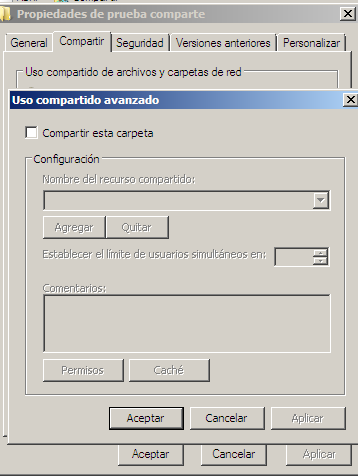 Propiedades de prueba comparte
General Compartir Seguridad Versiones anteriores Personalizar
Uso compartido de archivos y carpetas de red
Uso compartido avanzado
Compartir esta carpeta
Configuración
Nombre del recurso compartido:
Agregar Quitar
Establecer el límite de usuarios simultáneos en:
Comentarios:
Permisos Caché
Aceptar Cancelar Aplicar
Aceptar Cancelar Aplicar